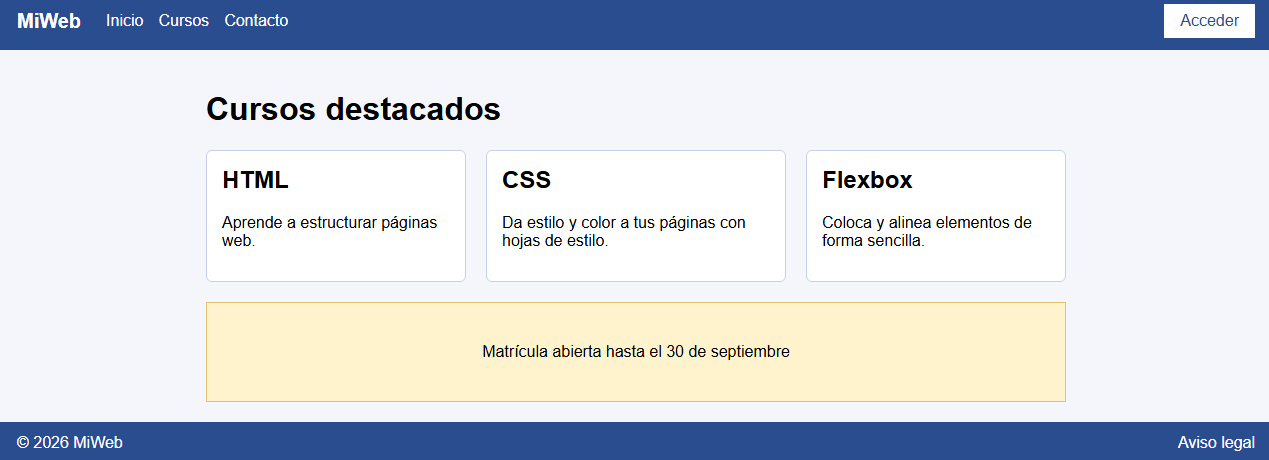 MiWeb Inicio Cursos Contacto Acceder
Cursos destacados
HTML
Aprende a estructurar páginas
web.
CSS
Da estilo y color a tus páginas con
hojas de estilo.
Flexbox
Coloca y alinea elementos de
forma sencilla.
Matrícula abierta hasta el 30 de septiembre
© 2026 MiWeb Aviso legal